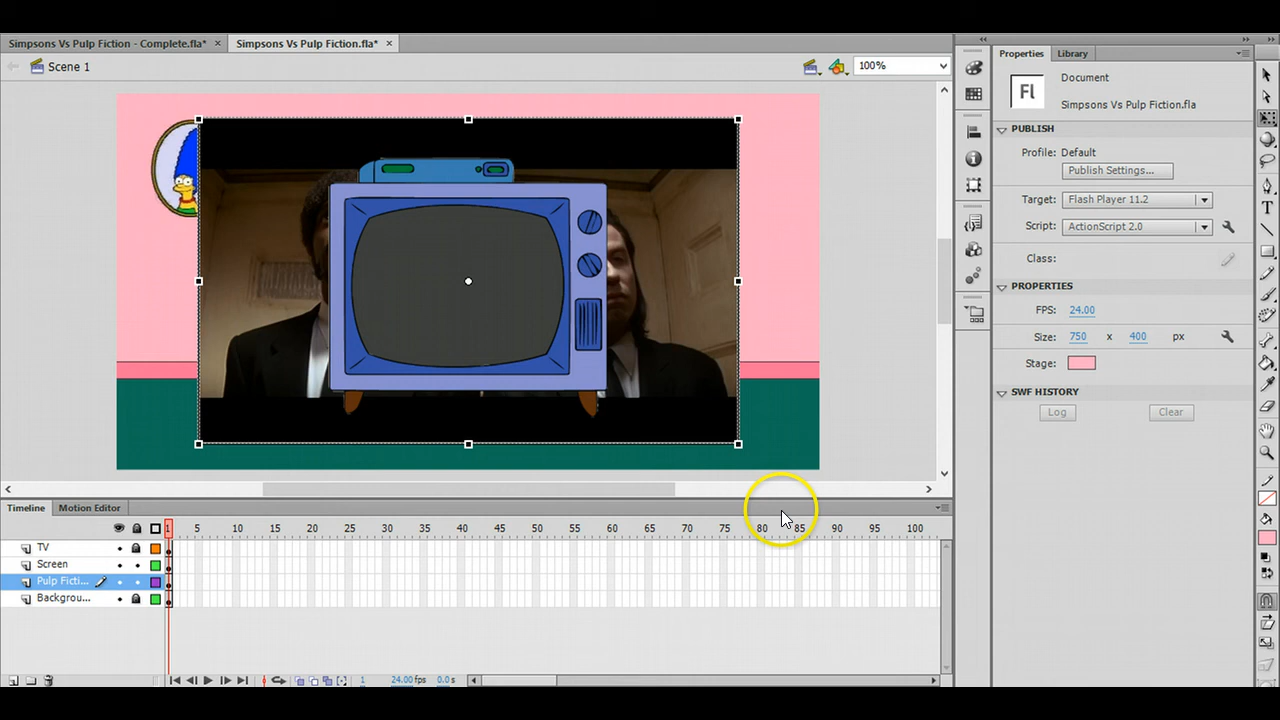 Simpsons Vs Pulp Fiction - Complete.fla* × Simpsons Vs Pulp Fiction.fla* ×
Scene 1
100%
Properties Library
Fl
Document
Simpsons Vs Pulp Fiction.fla
PUBLISH
Profile: Default
Publish Settings...
Target: Flash Player 11.2
Script: ActionScript 2.0
Class:
PROPERTIES
FPS: 24.00
Size: 750 x 400 px
Stage:
SWF HISTORY
Log Clear
Timeline Motion Editor
1 5 10 15 20 25 30 35 40 45 50 55 60 65 70 75 80 85 90 95 100
TV
Screen
Pulp Ficti...
Backgrou...
1 24.00 fps 0.0 s